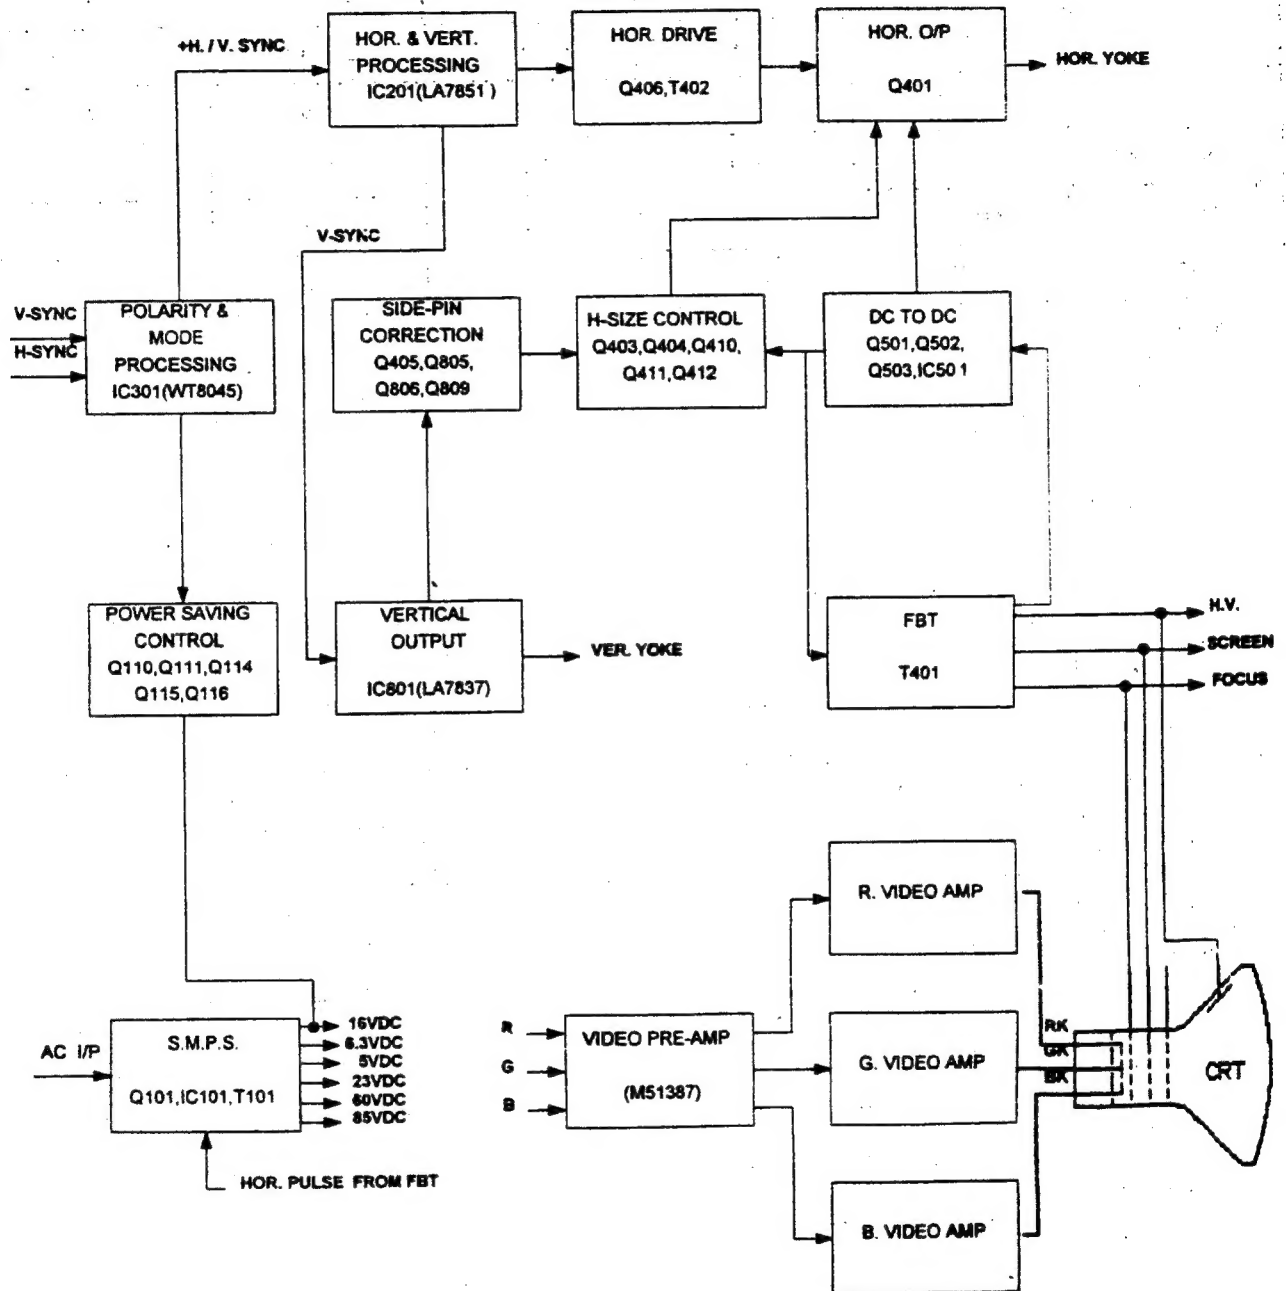 +H. / V. SYNC
HOR. & VERT.
PROCESSING
IC201(LA7851)
HOR. DRIVE
Q406,T402
HOR. O/P
Q401
HOR. YOKE
V-SYNC
V-SYNC
H-SYNC
POLARITY &
MODE
PROCESSING
IC301(WT8045)
SIDE-PIN
CORRECTION
Q405,Q805,
Q806,Q809
H-SIZE CONTROL
Q403,Q404,Q410,
Q411,Q412
DC TO DC
Q501,Q502,
Q503,IC501
POWER SAVING
CONTROL
Q110,Q111,Q114
Q115,Q116
VERTICAL
OUTPUT
IC801(LA7837)
VER. YOKE
FBT
T401
H.V.
SCREEN
FOCUS
R. VIDEO AMP
AC I/P
S.M.P.S.
Q101,IC101,T101
16VDC
6.3VDC
5VDC
23VDC
60VDC
85VDC
HOR. PULSE FROM FBT
R
G
B
VIDEO PRE-AMP
(M51387)
G. VIDEO AMP
RK
GK
BK
CRT
B. VIDEO AMP